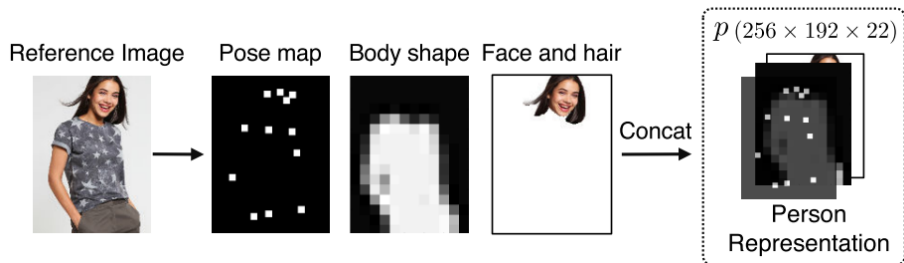 Reference Image
Pose map
Body shape
Face and hair
Concat
p (256 × 192 × 22)
Person
Representation